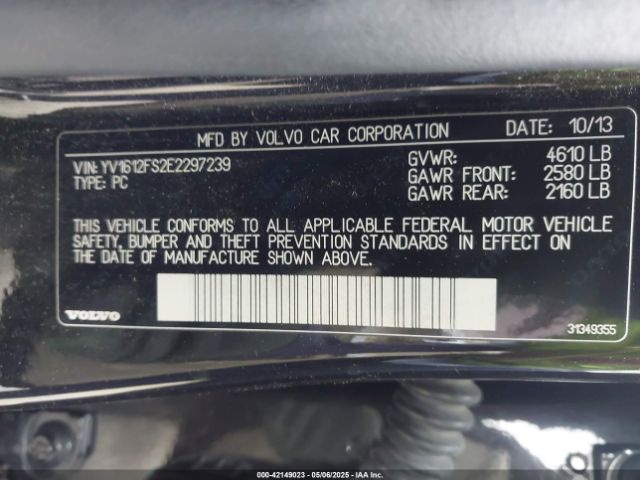 MFD BY VOLVO CAR CORPORATION DATE: 10/13
VIN: YV1612FS2E2297239 GVWR: 4610 LB
TYPE: PC GAWR FRONT: 2580 LB
GAWR REAR: 2160 LB
THIS VEHICLE CONFORMS TO ALL APPLICABLE FEDERAL MOTOR VEHICLE
SAFETY, BUMPER AND THEFT PREVENTION STANDARDS IN EFFECT ON
THE DATE OF MANUFACTURE SHOWN ABOVE.
VOLVO 31349355
000-42149023 - 05/06/2025 - IAAI.com